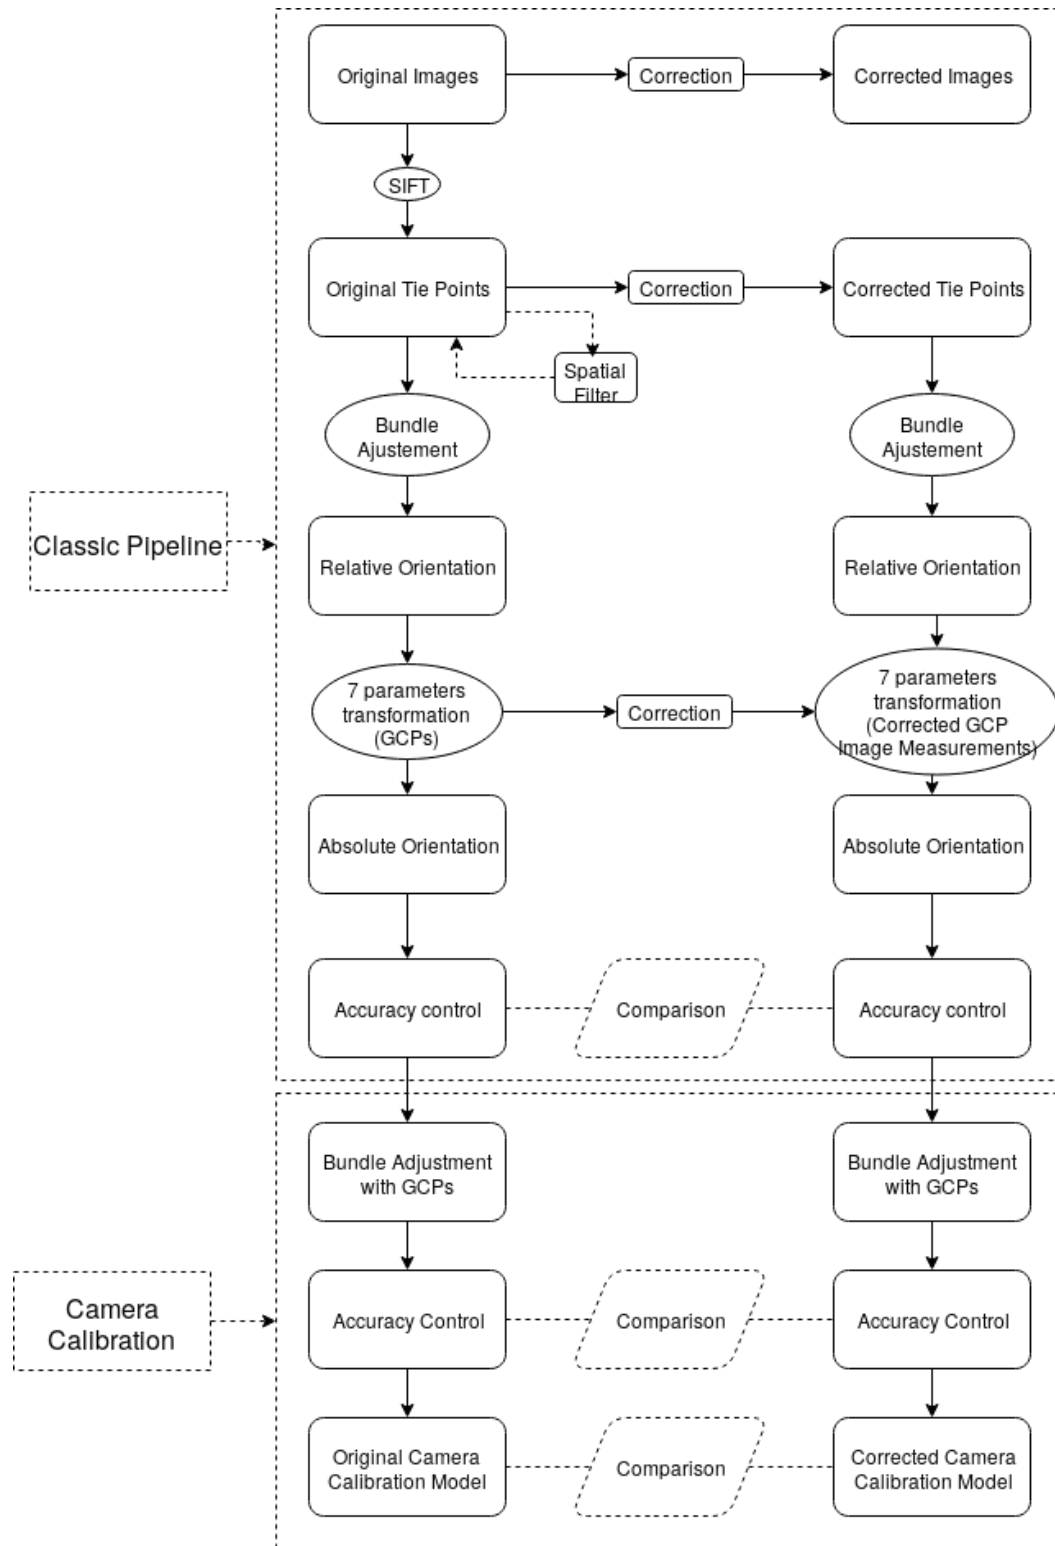 Original Images
Correction
Corrected Images
SIFT
Original Tie Points
Correction
Corrected Tie Points
Spatial
Filter
Bundle
Ajustement
Bundle
Ajustement
Classic Pipeline
Relative Orientation
Relative Orientation
7 parameters
transformation
(GCPs)
Correction
7 parameters
transformation
(Corrected GCP
Image Measurements)
Absolute Orientation
Absolute Orientation
Accuracy control
Comparison
Accuracy control
Bundle Adjustment
with GCPs
Bundle Adjustment
with GCPs
Camera
Calibration
Accuracy Control
Comparison
Accuracy Control
Original Camera
Calibration Model
Comparison
Corrected Camera
Calibration Model